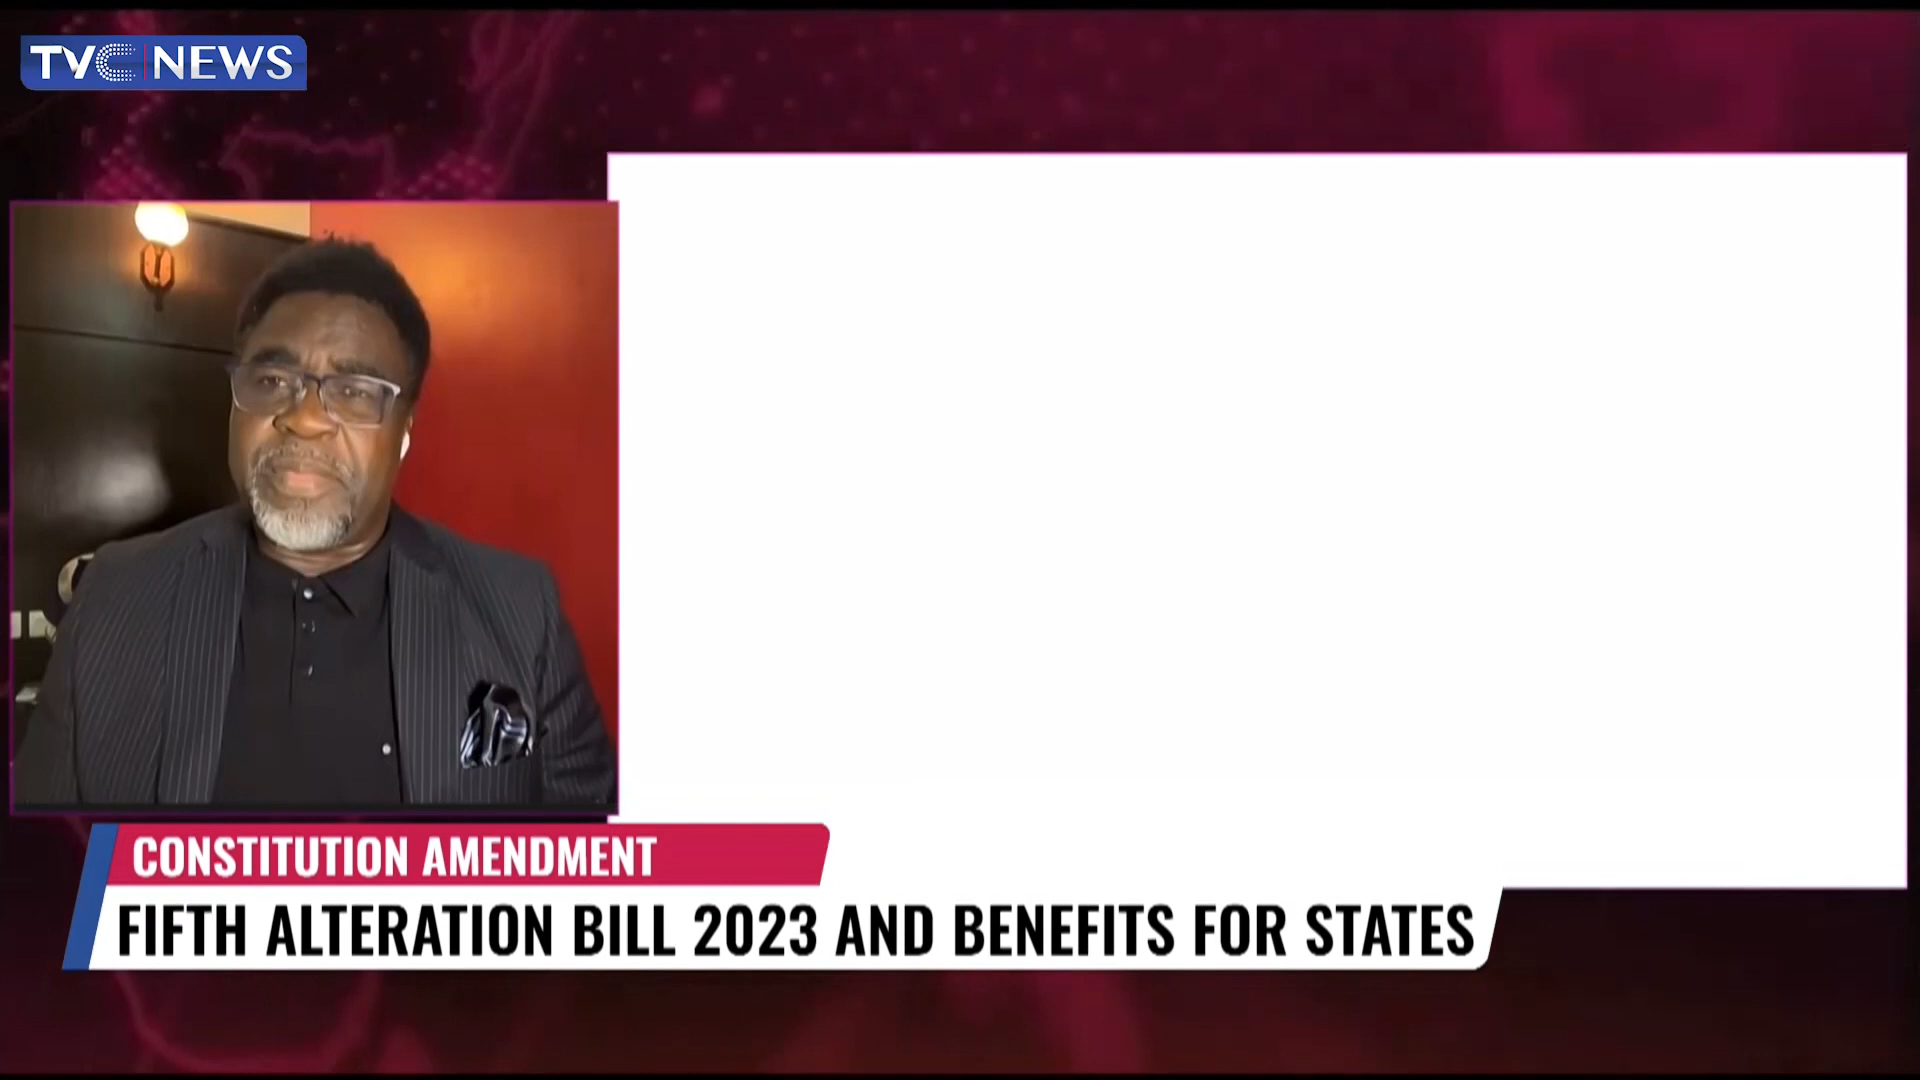 TVC NEWS
CONSTITUTION AMENDMENT
FIFTH ALTERATION BILL 2023 AND BENEFITS FOR STATES